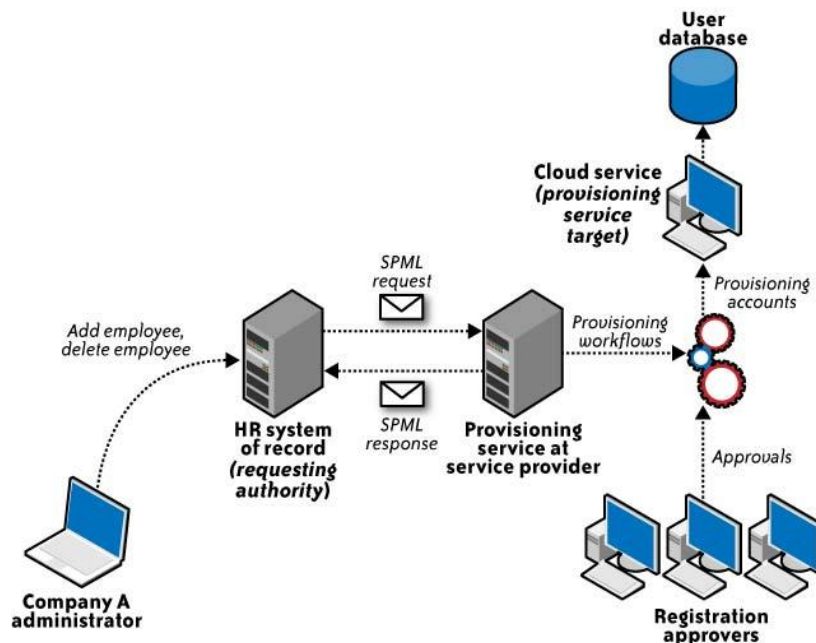 User
database
Cloud service
(provisioning
service
target)
SPML
request
Provisioning
accounts
Add employee,
delete employee
Provisioning
workflows
HR system
of record
(requesting
authority)
SPML
response
Provisioning
service at
service provider
Approvals
Company A
administrator
Registration
approvers